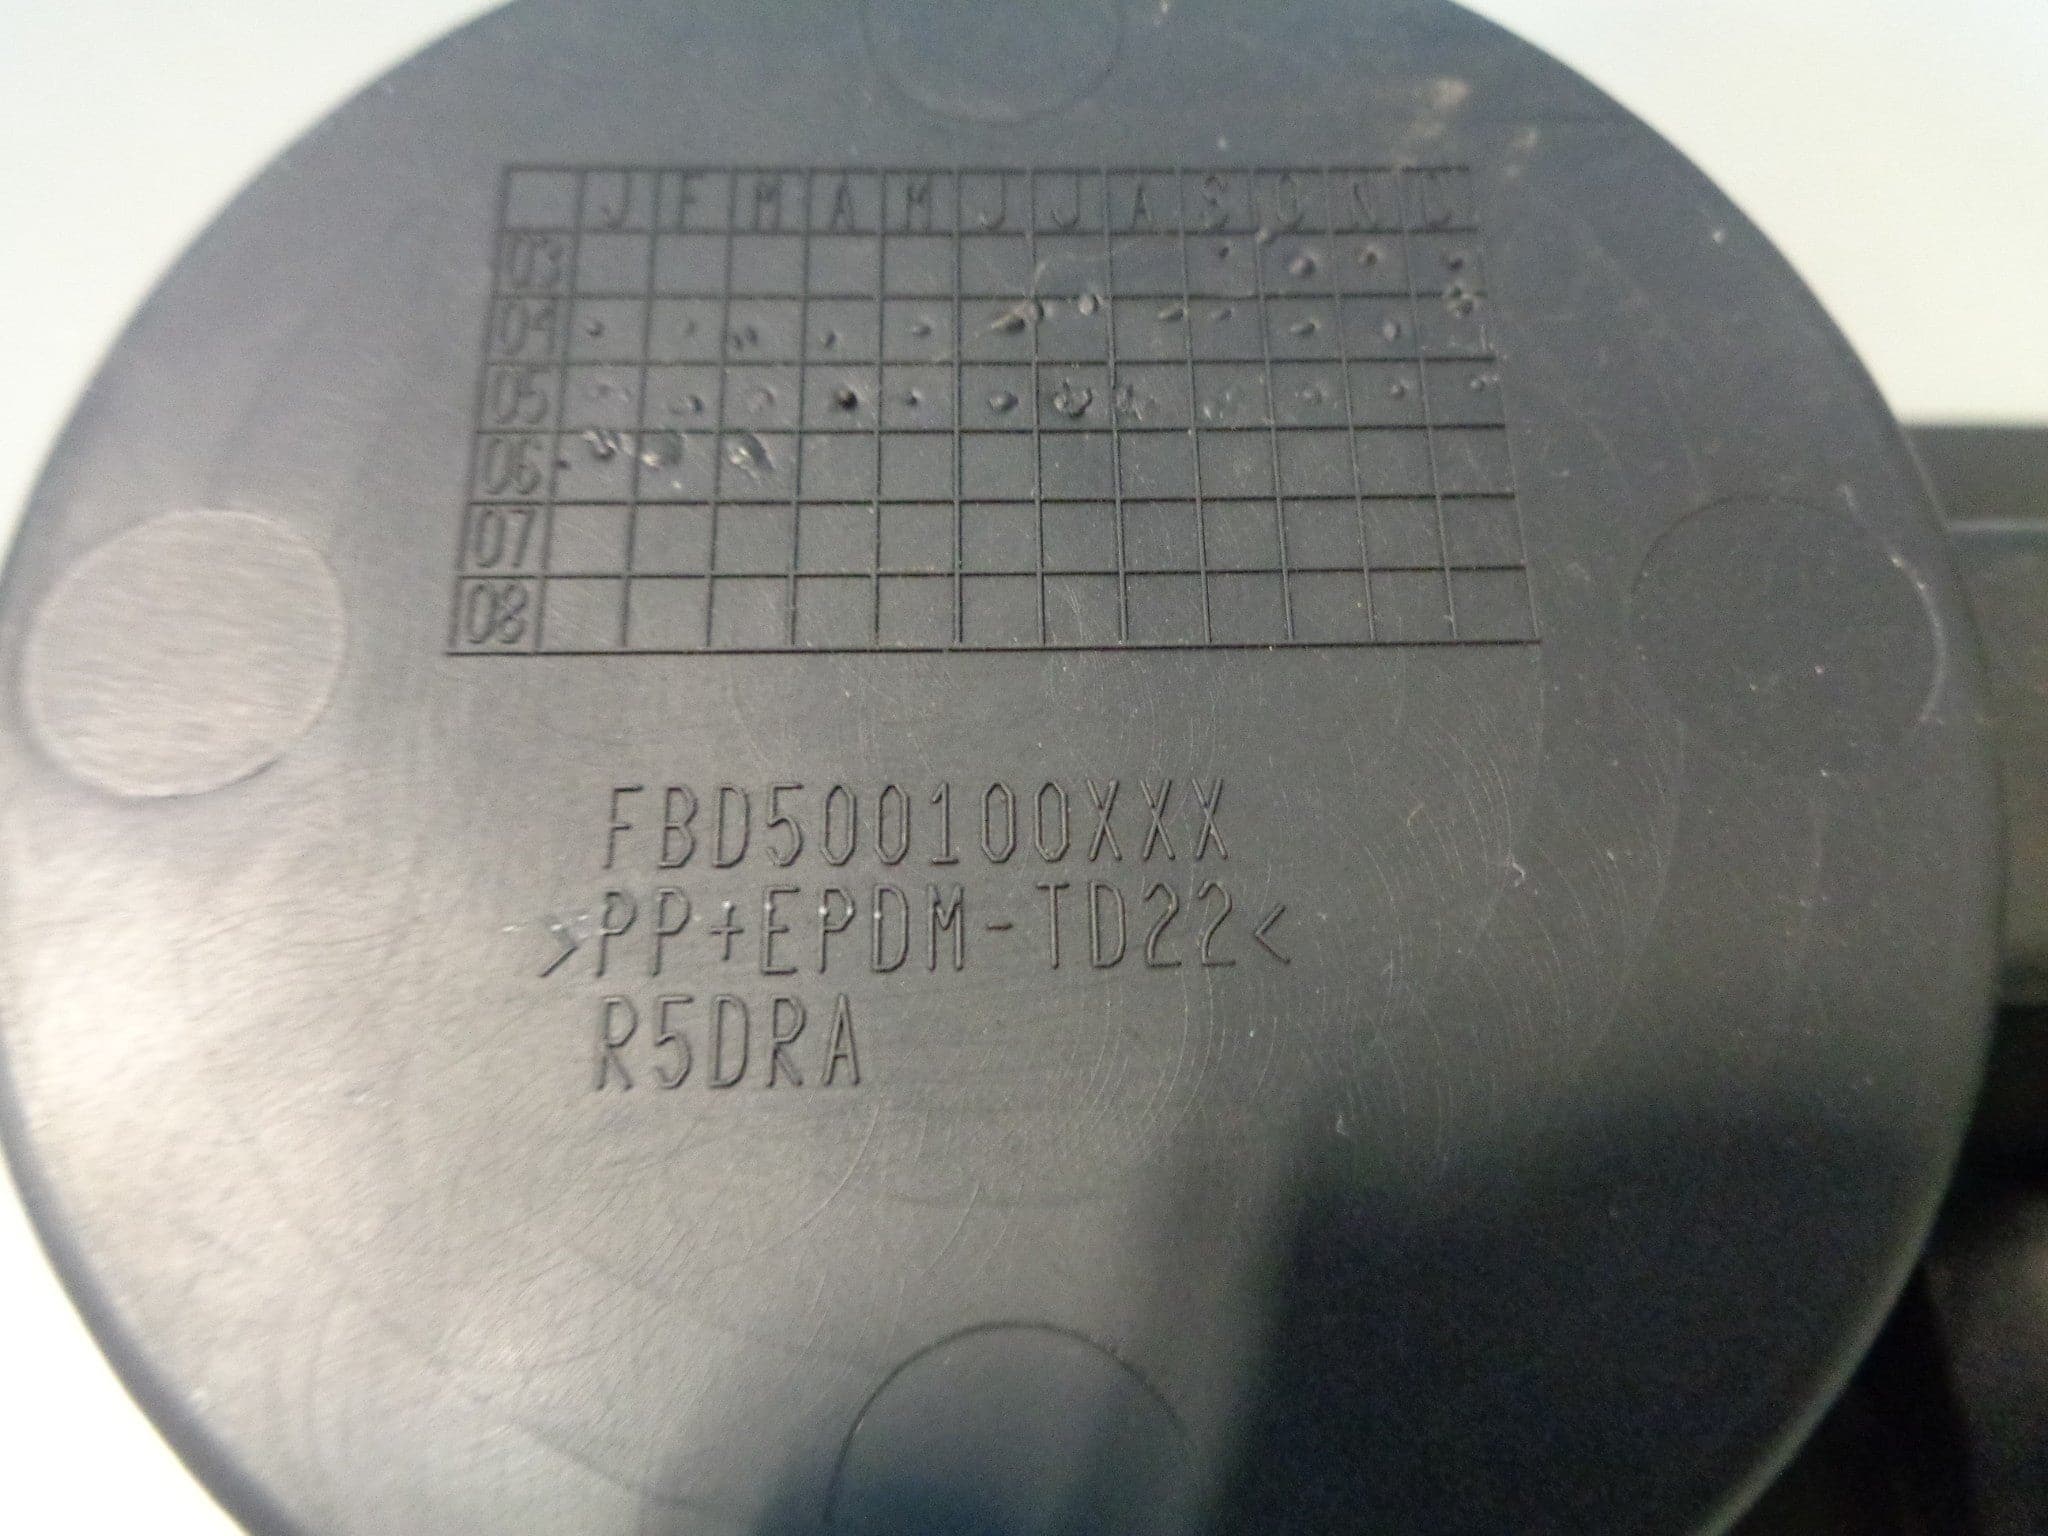 J F M A M J J A S O N D
03
04
05
06
07
08
FBD500100XXX
>PP+EPDM-TD22<
R5DRA